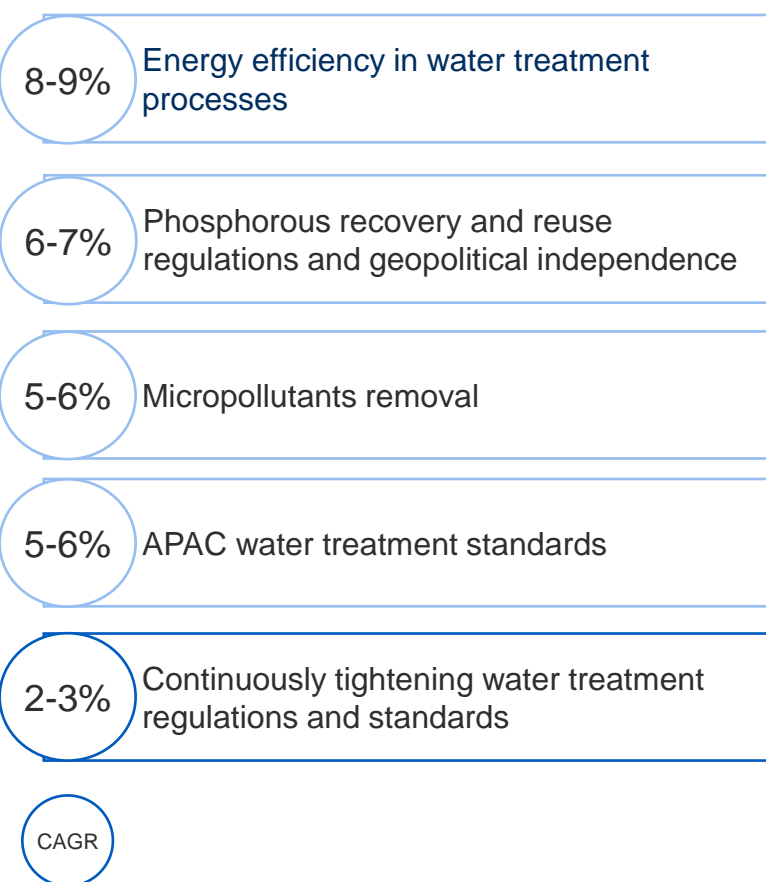 8-9%
Energy efficiency in water treatment
processes
6-7%
Phosphorous recovery and reuse
regulations and geopolitical independence
5-6%
Micropollutants removal
5-6%
APAC water treatment standards
2-3%
Continuously tightening water treatment
regulations and standards
CAGR